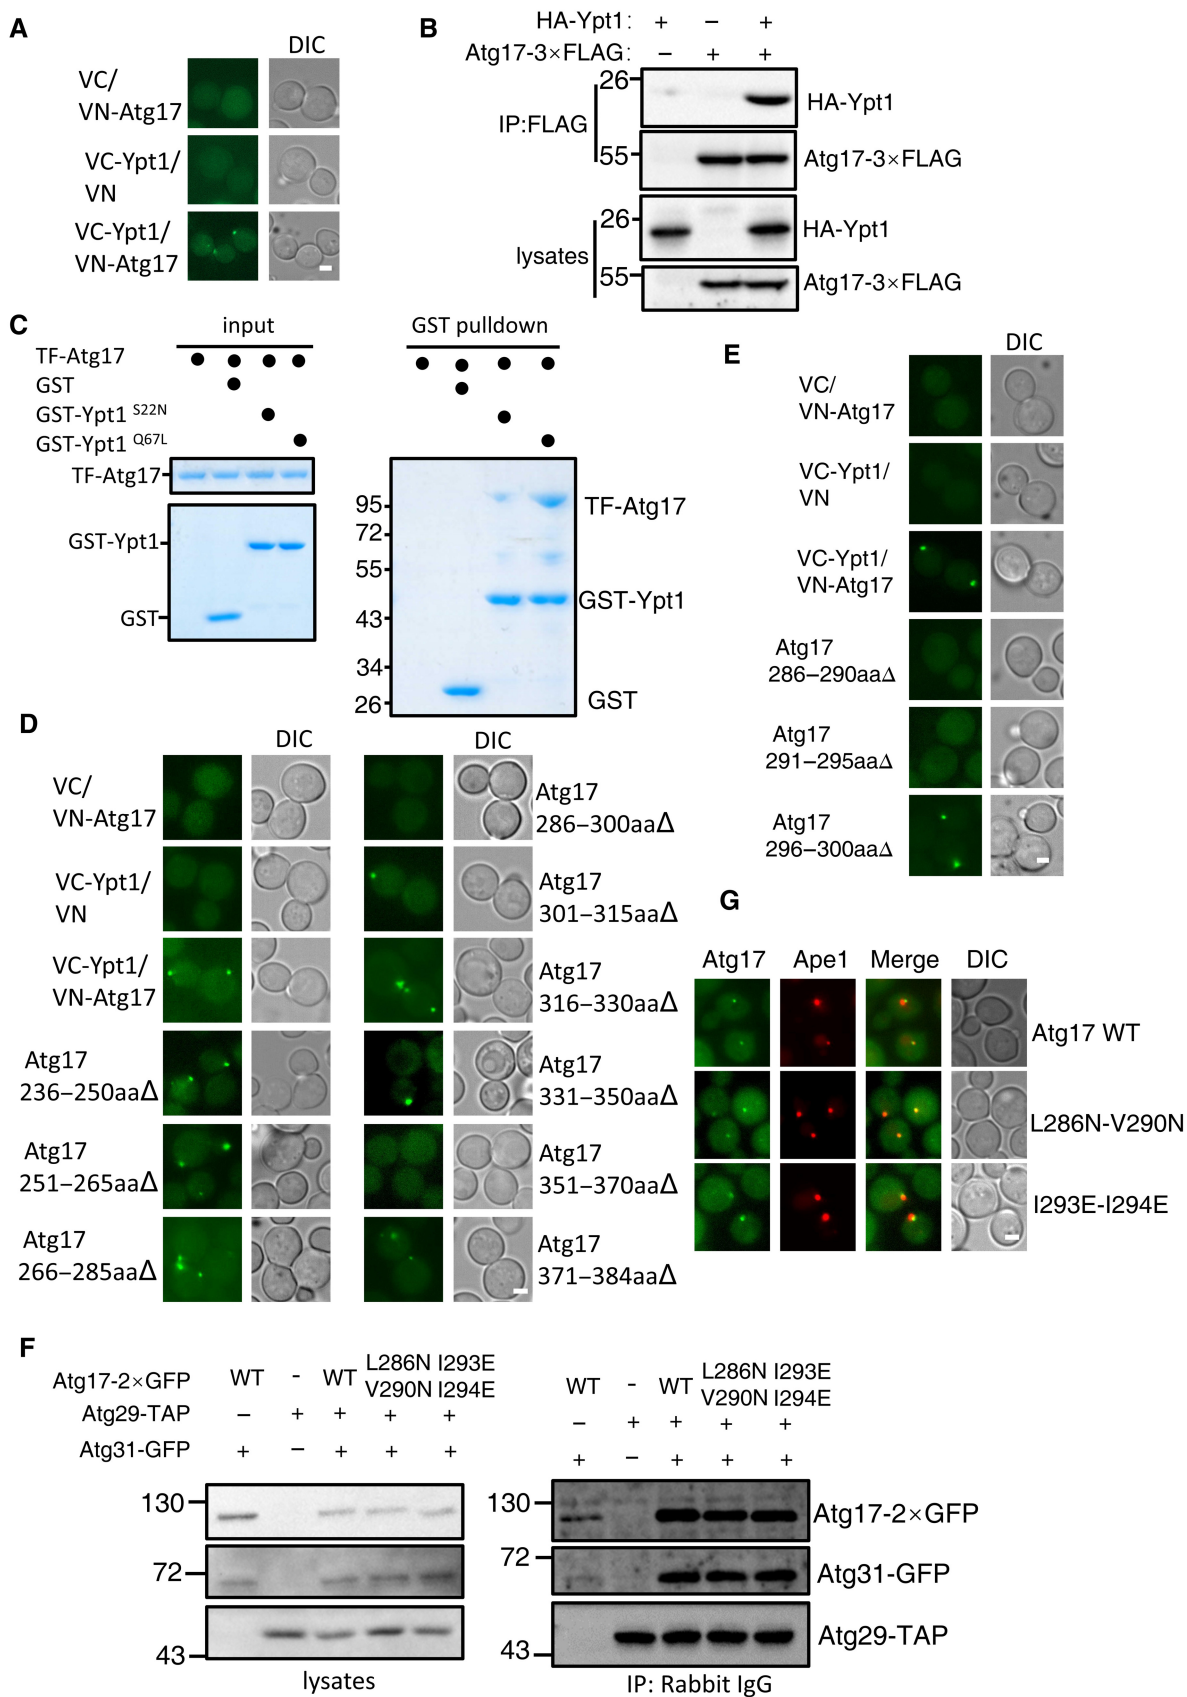 A
DIC
VC/
VN-Atg17
VC-Ypt1/
VN
VC-Ypt1/
VN-Atg17
B
HA-Ypt1: + − +
Atg17-3×FLAG: − + +
IP:FLAG
26
HA-Ypt1
55
Atg17-3×FLAG
lysates
26
HA-Ypt1
55
Atg17-3×FLAG
C
input
GST pulldown
TF-Atg17
GST
GST-Ypt1 S22N
GST-Ypt1 Q67L
TF-Atg17
GST-Ypt1
GST
95
72
55
43
34
26
TF-Atg17
GST-Ypt1
GST
D
DIC
DIC
VC/
VN-Atg17
VC-Ypt1/
VN
VC-Ypt1/
VN-Atg17
Atg17
236–250aaΔ
Atg17
251–265aaΔ
Atg17
266–285aaΔ
Atg17
286–300aaΔ
Atg17
301–315aaΔ
Atg17
316–330aaΔ
Atg17
331–350aaΔ
Atg17
351–370aaΔ
Atg17
371–384aaΔ
E
DIC
VC/
VN-Atg17
VC-Ypt1/
VN
VC-Ypt1/
VN-Atg17
Atg17
286–290aaΔ
Atg17
291–295aaΔ
Atg17
296–300aaΔ
G
Atg17 Ape1 Merge DIC
Atg17 WT
L286N-V290N
I293E-I294E
F
L286N I293E
Atg17-2×GFP WT - WT V290N I294E
Atg29-TAP − + + + +
Atg31-GFP + − + + +
130
72
43
lysates
L286N I293E
WT - WT V290N I294E
− + + + +
+ − + + +
130
Atg17-2×GFP
72
Atg31-GFP
43
Atg29-TAP
IP: Rabbit IgG